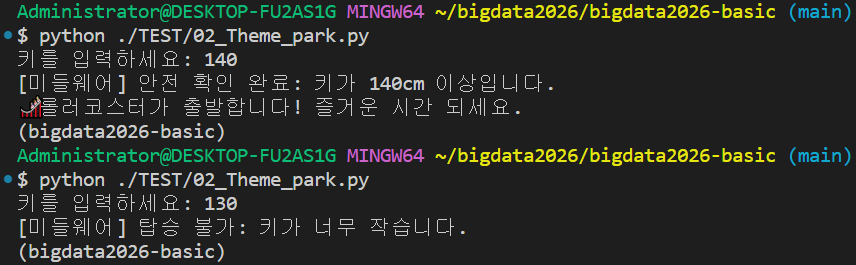 Administrator@DESKTOP-FU2AS1G MINGW64 ~/bigdata2026/bigdata2026-basic (main)
$ python ./TEST/02_Theme_park.py
키를 입력하세요: 140
[미들웨어] 안전 확인 완료: 키가 140cm 이상입니다.
🎢롤러코스터가 출발합니다! 즐거운 시간 되세요.
(bigdata2026-basic)
Administrator@DESKTOP-FU2AS1G MINGW64 ~/bigdata2026/bigdata2026-basic (main)
$ python ./TEST/02_Theme_park.py
키를 입력하세요: 130
[미들웨어] 탑승 불가: 키가 너무 작습니다.
(bigdata2026-basic)